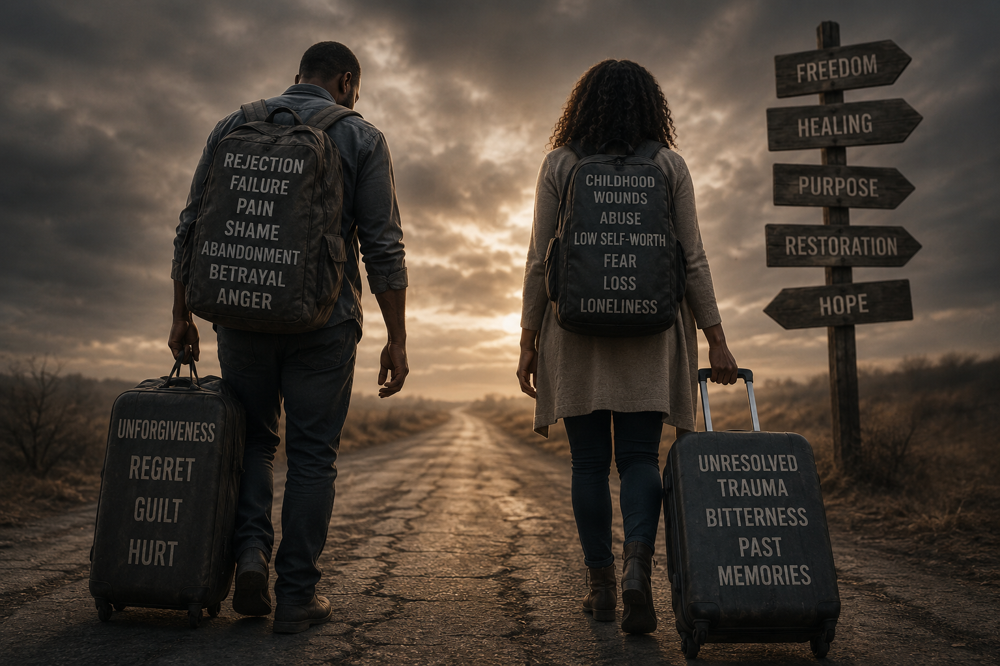 REJECTION
FAILURE
PAIN
SHAME
ABANDONMENT
BETRAYAL
ANGER
UNFORGIVENESS
REGRET
GUILT
HURT
CHILDHOOD
WOUNDS
ABUSE
LOW SELF-WORTH
FEAR
LOSS
LONELINESS
UNRESOLVED
TRAUMA
BITTERNESS
PAST
MEMORIES
FREEDOM
HEALING
PURPOSE
RESTORATION
HOPE